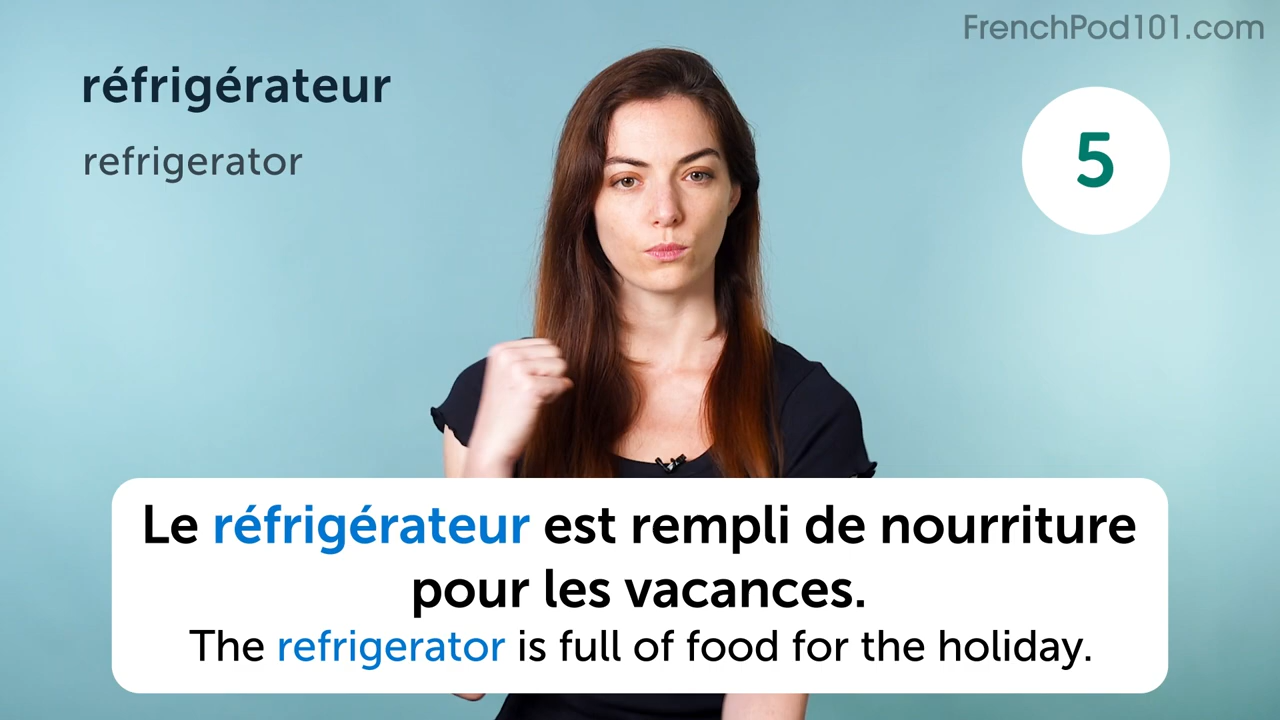 FrenchPod101.com
réfrigérateur
refrigerator
5
Le réfrigérateur est rempli de nourriture
pour les vacances.
The refrigerator is full of food for the holiday.